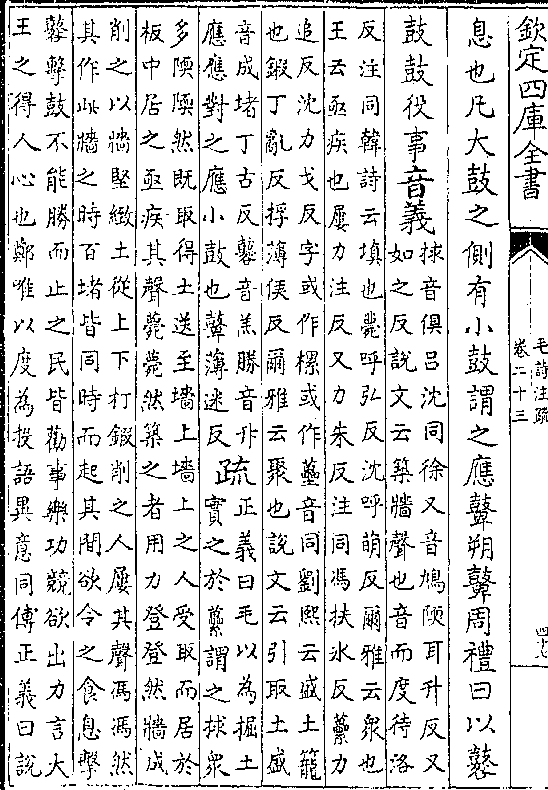 欽定四庫全書
毛詩注疏
卷二十三
四七
息也凡大鼓之側有小鼓謂之應鼙朔鼙周禮曰以鼛
鼓鼓役事音義
捄音俱呂沈同徐又音鳩陾耳升反又
如之反說文云築牆聲也音而度待洛
反注同韓詩云填也薨呼弘反沈呼萌反爾雅云衆也
王云亟疾也屢力注反又力朱反注同馮扶氷反蘽力
追反沈力戈反字或作樏或作蔂音同劉熙云盛土籠
也鍛丁亂反捊薄侯反爾雅云聚也說文云引取土盛
音成堵丁古反鼛音羔勝音升
應應對之應小鼓也鼙薄迷反
疏
正義曰毛以為掘土
實之於蘽謂之捄衆
多陾陾然既取得土送至墻上墻上之人受取而居於
板中居之亟疾其聲薨薨然築之者用力登登然牆成
削之以牆堅緻土從上下打鍛削之人屢其聲馮馮然
其作此牆之時百堵皆同時而起其間欲令之食息擊
鼛擊鼓不能勝而止之民皆勸事樂功競欲出力言大
王之得人心也鄭唯以度為投語異意同傳正義曰說